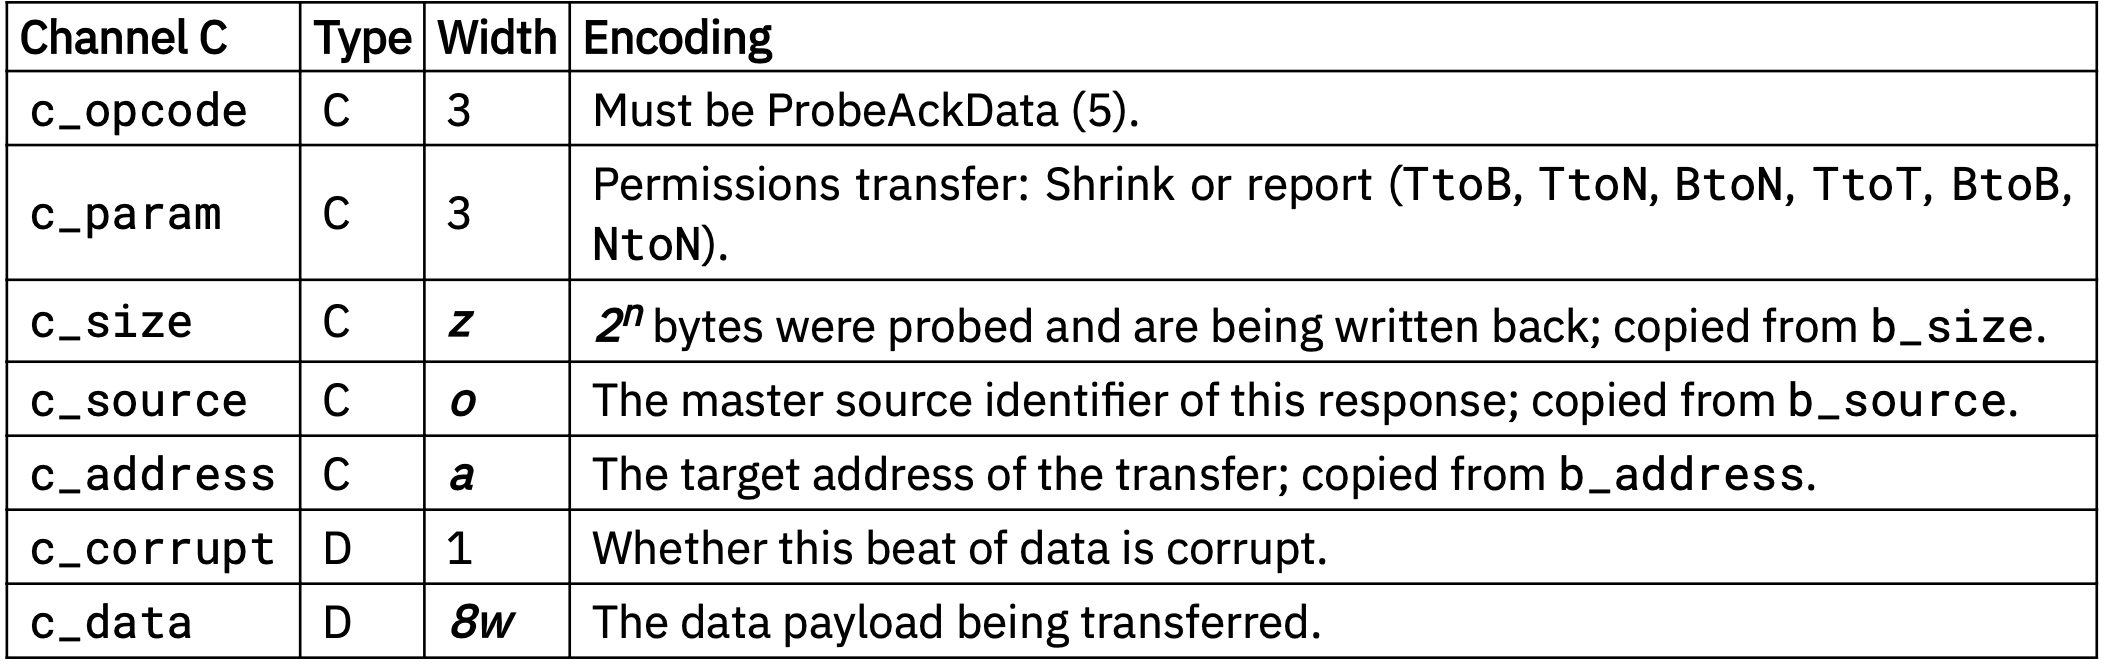 Channel C Type Width Encoding
c_opcode C 3 Must be ProbeAckData (5).
c_param C 3 Permissions transfer: Shrink or report (TtoB, TtoN, BtoN, TtoT, BtoB,
NtoN).
c_size C z 2ⁿ bytes were probed and are being written back; copied from b_size.
c_source C o The master source identifier of this response; copied from b_source.
c_address C a The target address of the transfer; copied from b_address.
c_corrupt D 1 Whether this beat of data is corrupt.
c_data D 8w The data payload being transferred.